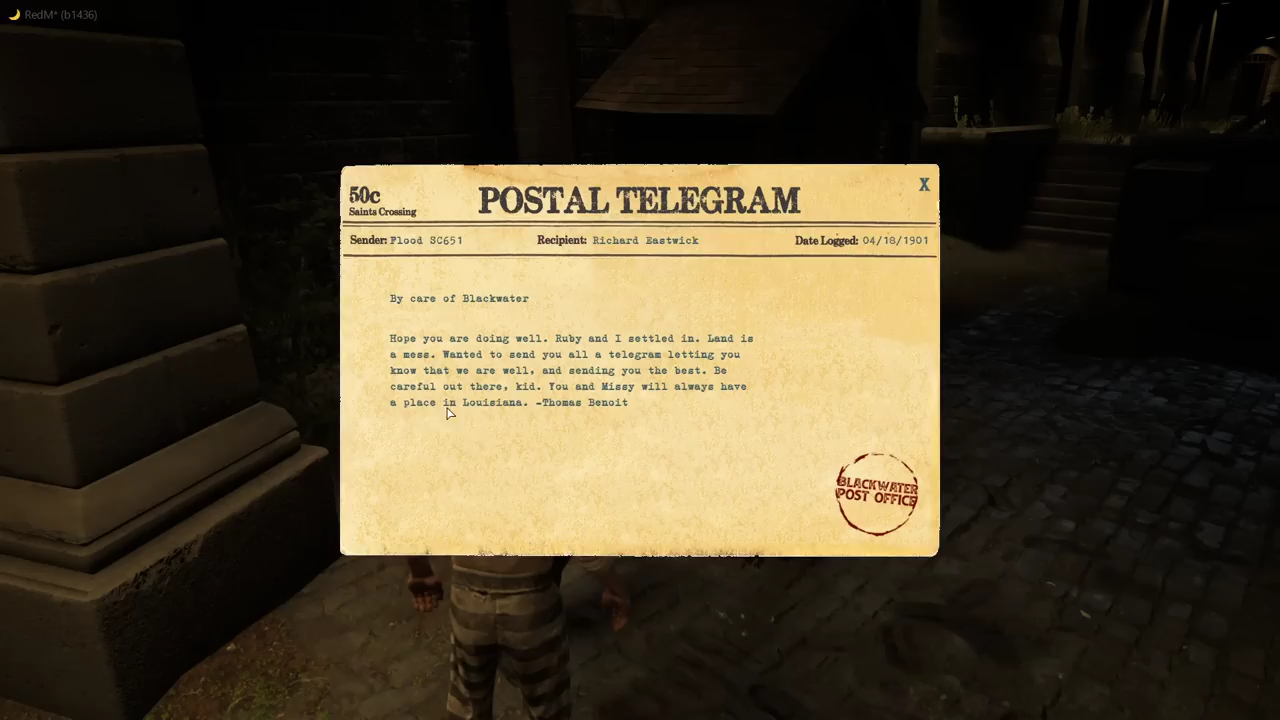 RedM* (b1436)
50c
Saints Crossing
POSTAL TELEGRAM
X
Sender: Flood SC651
Recipient: Richard Eastwick
Date Logged: 04/18/1901
By care of Blackwater
Hope you are doing well. Ruby and I settled in. Land is
a mess. Wanted to send you all a telegram letting you
know that we are well, and sending you the best. Be
careful out there, kid. You and Missy will always have
a place in Louisiana. -Thomas Benoit
BLACKWATER
POST OFFICE